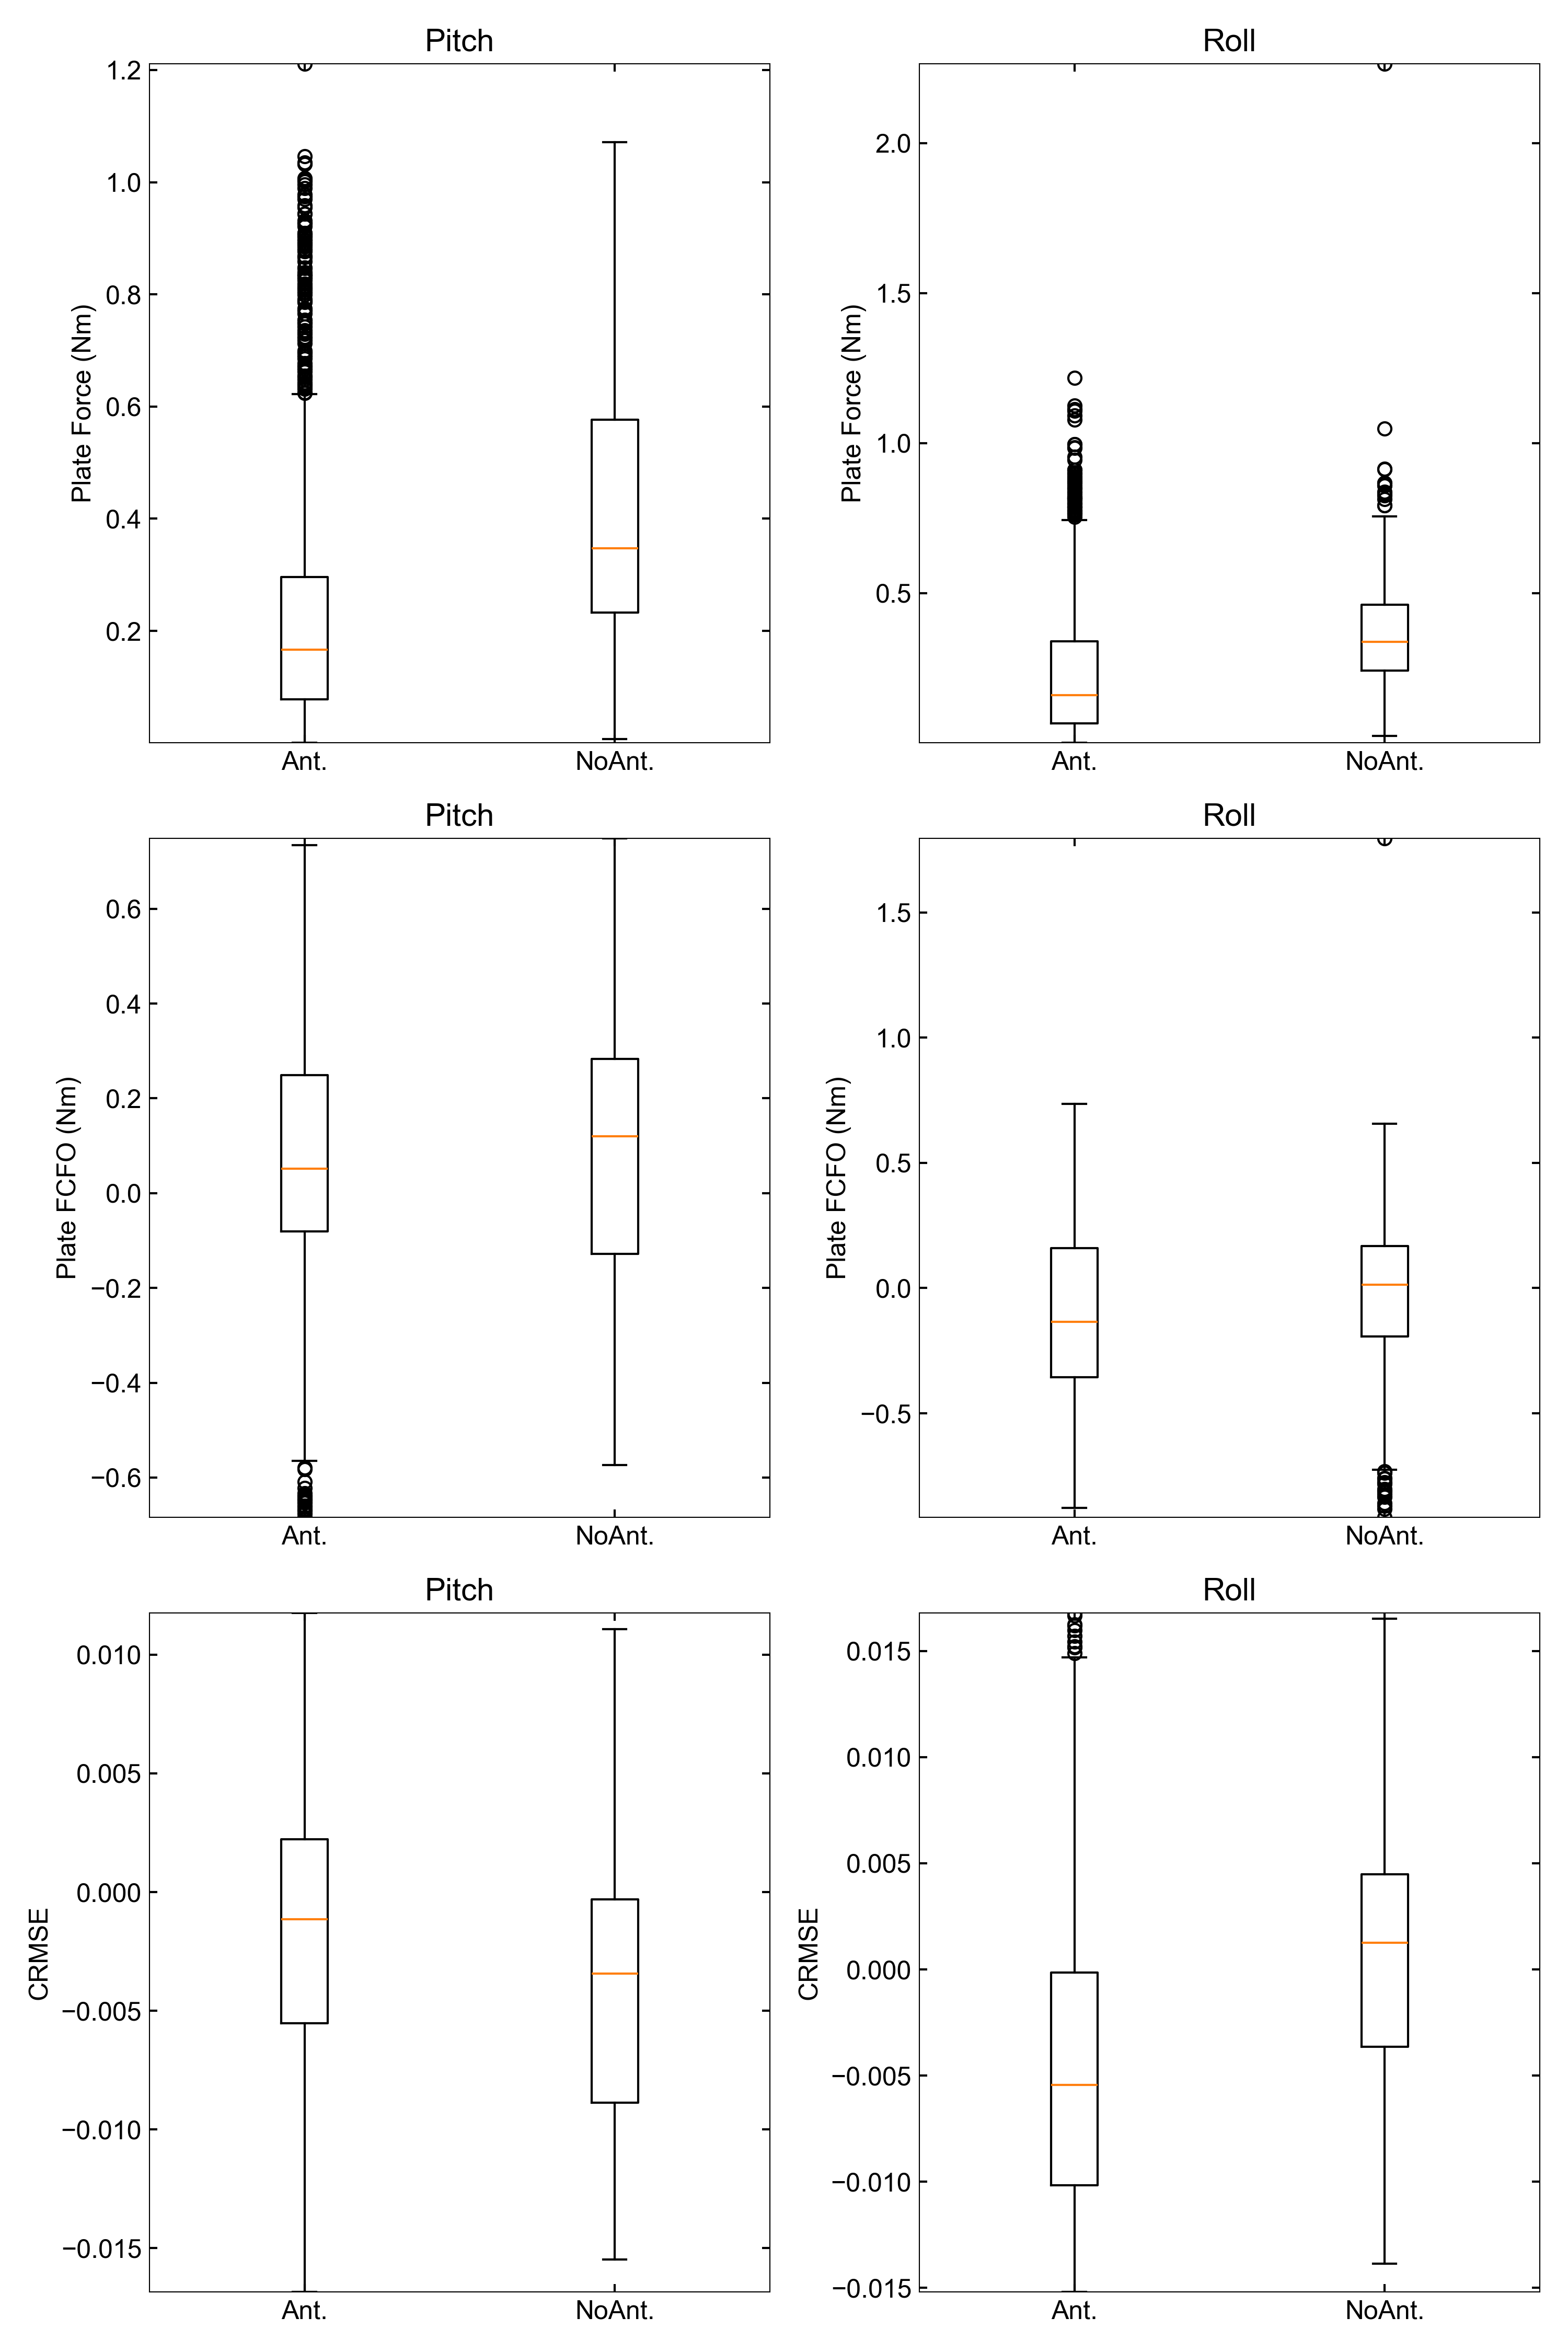 Pitch
Plate Force (Nm)
1.2
1.0
0.8
0.6
0.4
0.2
Ant.
NoAnt.
Roll
Plate Force (Nm)
2.0
1.5
1.0
0.5
Ant.
NoAnt.
Pitch
Plate FCFO (Nm)
0.6
0.4
0.2
0.0
−0.2
−0.4
−0.6
Ant.
NoAnt.
Roll
Plate FCFO (Nm)
1.5
1.0
0.5
0.0
−0.5
Ant.
NoAnt.
Pitch
CRMSE
0.010
0.005
0.000
−0.005
−0.010
−0.015
Ant.
NoAnt.
Roll
CRMSE
0.015
0.010
0.005
0.000
−0.005
−0.010
−0.015
Ant.
NoAnt.